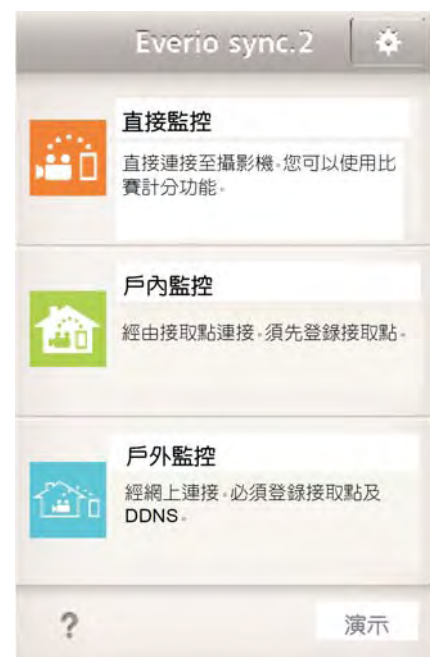 Everio sync.2
直接監控
直接連接至攝影機。您可以使用比
賽計分功能。
戶內監控
經由接取點連接。須先登錄接取點。
戶外監控
經網上連接。必須登錄接取點及
DDNS。
?
演示